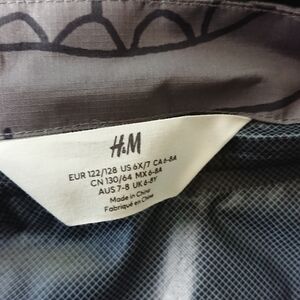 H&M
EUR 122/128 US 6X/7 CA 6-8A
CN 130/64 MX 6-8A
AUS 7-8 UK 6-8Y
Made in China
Fabriqué en Chine